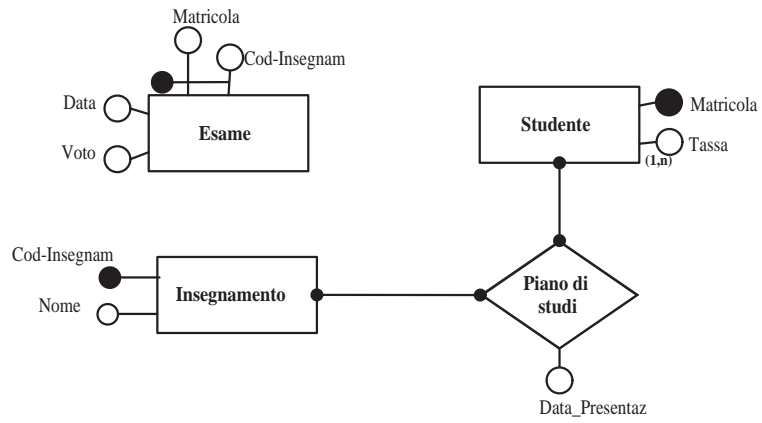 Matricola
Cod-Insegnam
Data
Esame
Voto
Studente
Matricola
Tassa
(1,n)
Cod-Insegnam
Insegnamento
Nome
Piano di
studi
Data_Presentaz